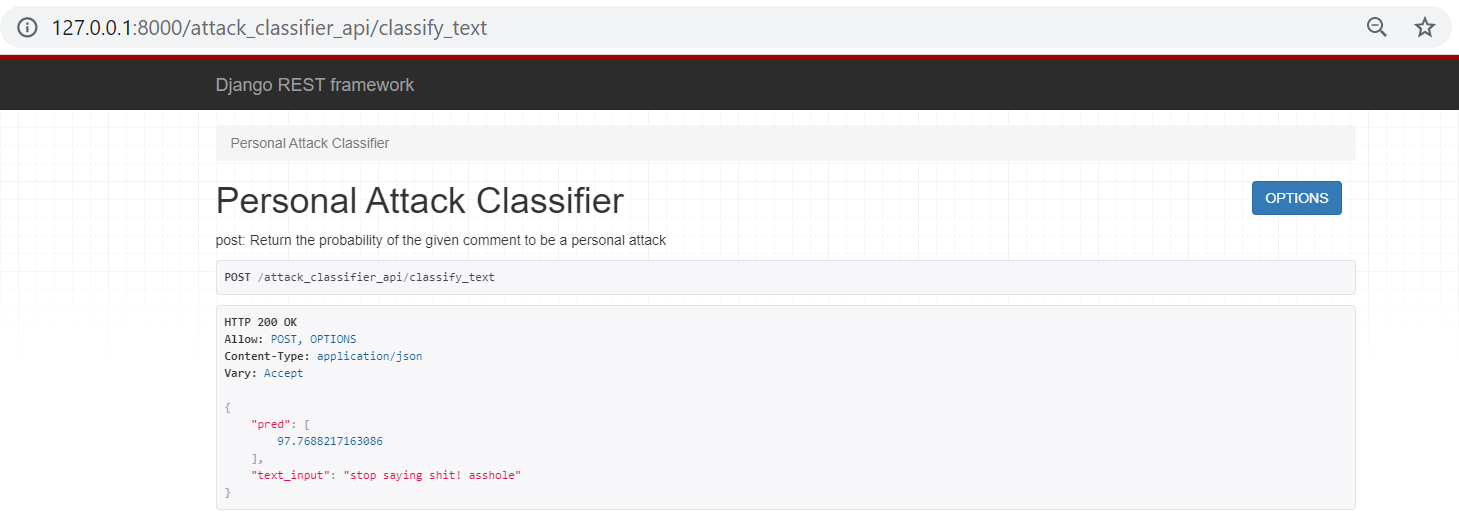 127.0.0.1:8000/attack_classifier_api/classify_text
Django REST framework
Personal Attack Classifier
Personal Attack Classifier
OPTIONS
post: Return the probability of the given comment to be a personal attack
POST /attack_classifier_api/classify_text
HTTP 200 OK
Allow: POST, OPTIONS
Content-Type: application/json
Vary: Accept
{
"pred": [
97.7688217163086
],
"text_input": "stop saying shit! asshole"
}